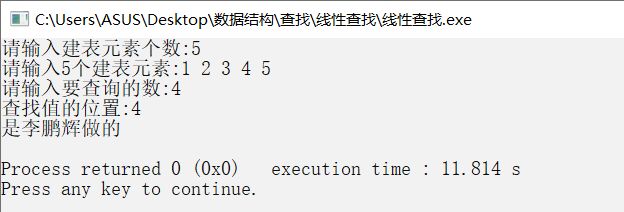 C:\Users\ASUS\Desktop\数据结构\查找\线性查找\线性查找.exe
请输入建表元素个数:5
请输入5个建表元素:1 2 3 4 5
请输入要查询的数:4
查找值的位置:4
是李鹏辉做的
Process returned 0 (0x0)   execution time : 11.814 s
Press any key to continue.